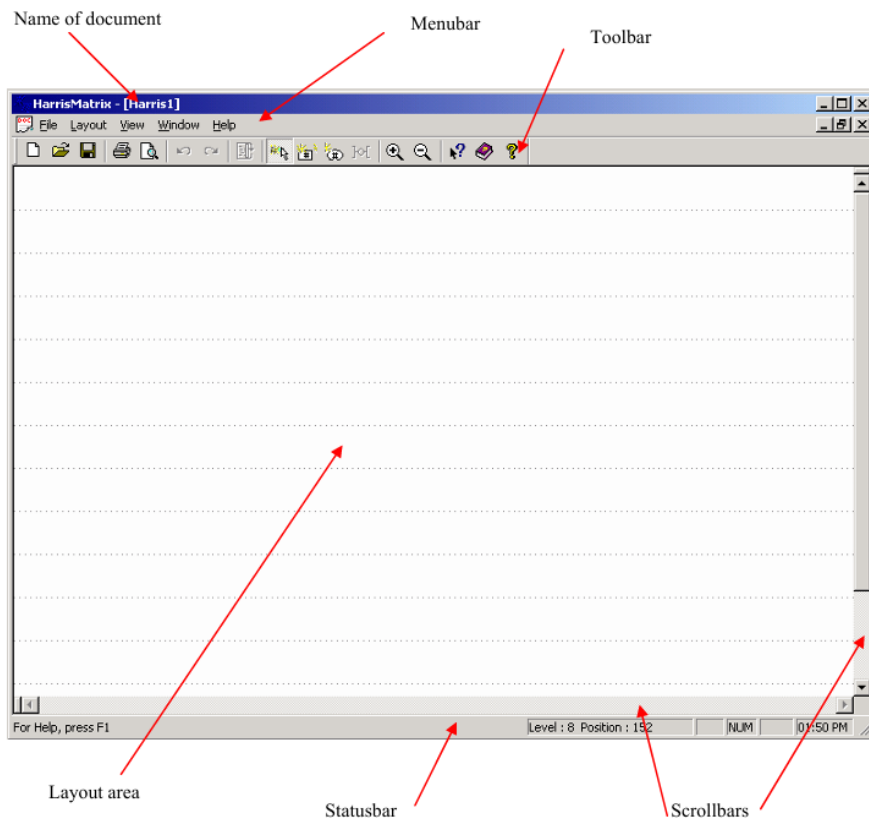 Name of document
Menubar
Toolbar
HarrisMatrix - [Harris1]
File Layout View Window Help
For Help, press F1
Level : 8 Position : 152
NUM
01:50 PM
Layout area
Statusbar
Scrollbars